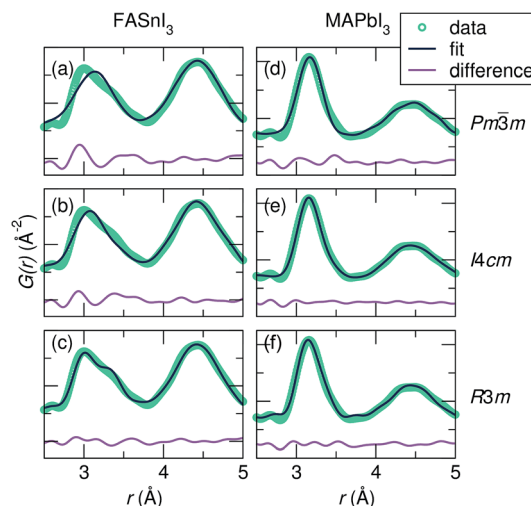 FASnI₃
MAPbI₃
data
fit
difference
(a)
(d)
Pm3̅m
(b)
(e)
I4cm
(c)
(f)
R3m
G(r) (Å⁻²)
3
4
5
3
4
5
r (Å)
r (Å)